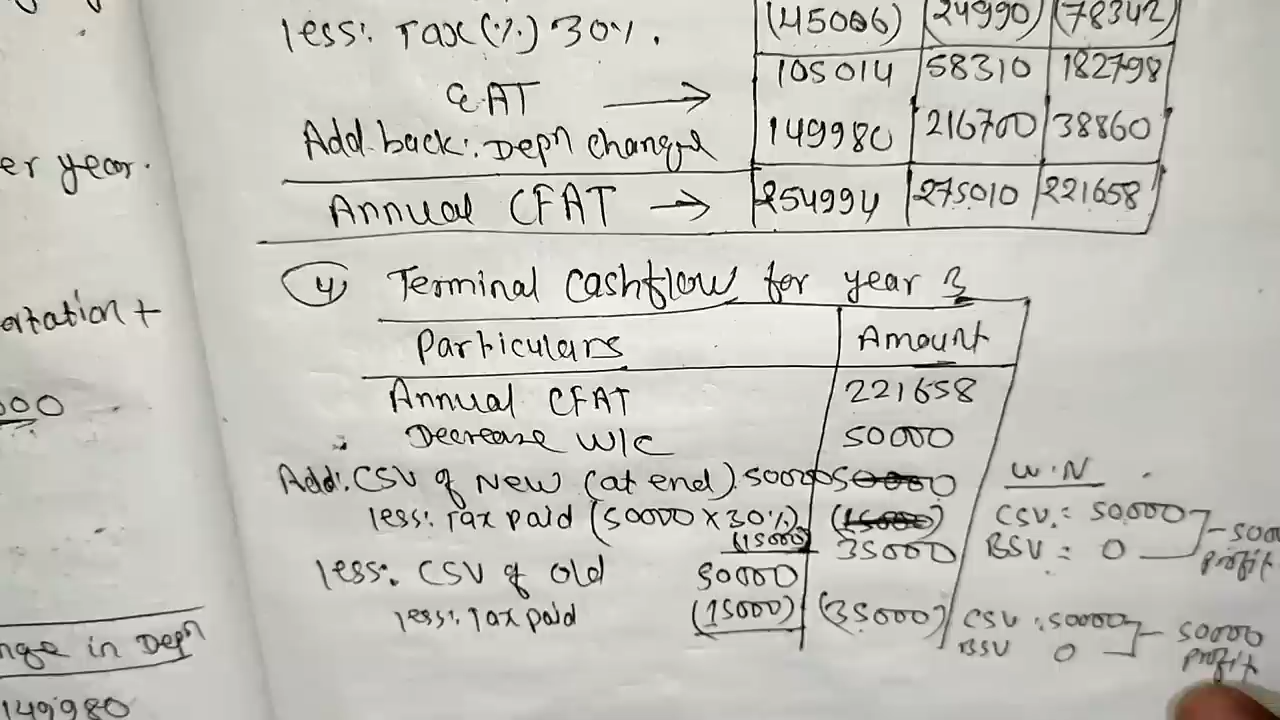 less: Tax (%) 30%. (45006) (24990) (78342)
EAT → 105014 58310 182798
Add back: Depn change 149980 216700 38860
Annual CFAT → 254994 275010 221658
er year.
④ Terminal Cashflow for year 3
ortation +
Particulars Amount
Annual CFAT 221658
000
Decrease W/C 50000
Add: CSV of New (at end). 50000 50000 W.N
less: Tax paid (50000 x 30%) (15000) CSV = 50000
(15000) 35000 BSV = 0 profit
less: CSV of old 50000
less: Tax paid (15000) (35000) CSV : 50000 - 50000
BSV 0 profit
nge in Depn
149980